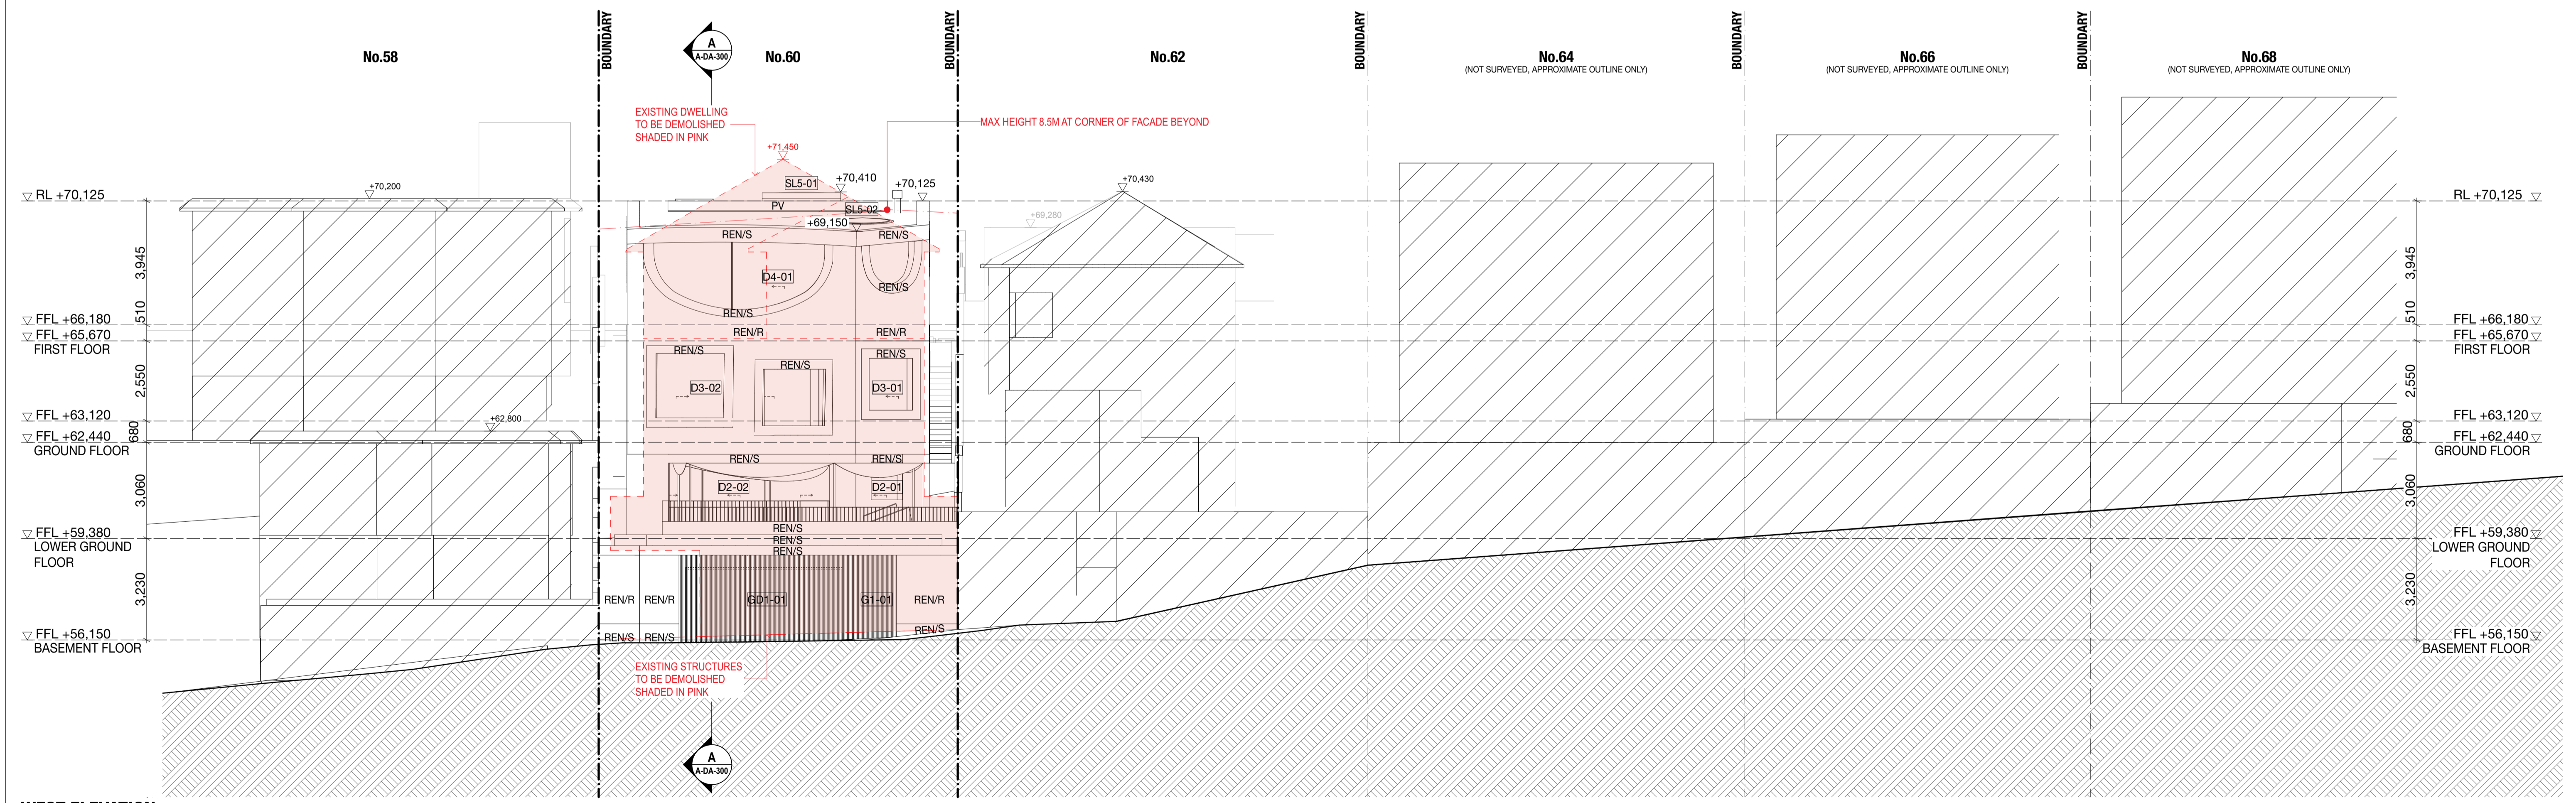 No.58
BOUNDARY
A
A-DA-300
No.60
BOUNDARY
No.62
BOUNDARY
No.64
(NOT SURVEYED, APPROXIMATE OUTLINE ONLY)
BOUNDARY
No.66
(NOT SURVEYED, APPROXIMATE OUTLINE ONLY)
BOUNDARY
No.68
(NOT SURVEYED, APPROXIMATE OUTLINE ONLY)
EXISTING DWELLING
TO BE DEMOLISHED
SHADED IN PINK
MAX HEIGHT 8.5M AT CORNER OF FACADE BEYOND
+71,450
SL5-01
+70,410
+70,125
+70,200
+70,430
RL +70,125
RL +70,125
PV
SL5-02
+69,150
+69,280
REN/S
REN/S
3,945
D4-01
REN/S
3,945
REN/S
510
510
FFL +66,180
FFL +66,180
REN/R
REN/R
FFL +65,670
FIRST FLOOR
FFL +65,670
FIRST FLOOR
REN/S
REN/S
REN/S
2,550
D3-02
D3-01
2,550
FFL +63,120
+62,800
FFL +63,120
680
680
FFL +62,440
GROUND FLOOR
FFL +62,440
GROUND FLOOR
REN/S
REN/S
3,060
D2-02
D2-01
3,060
REN/S
REN/S
REN/S
FFL +59,380
LOWER GROUND
FLOOR
FFL +59,380
LOWER GROUND
FLOOR
3,230
REN/R
REN/R
GD1-01
G1-01
REN/R
3,230
FFL +56,150
BASEMENT FLOOR
REN/S
REN/S
REN/S
FFL +56,150
BASEMENT FLOOR
EXISTING STRUCTURES
TO BE DEMOLISHED
SHADED IN PINK
A
A-DA-300
WEST ELEVATION